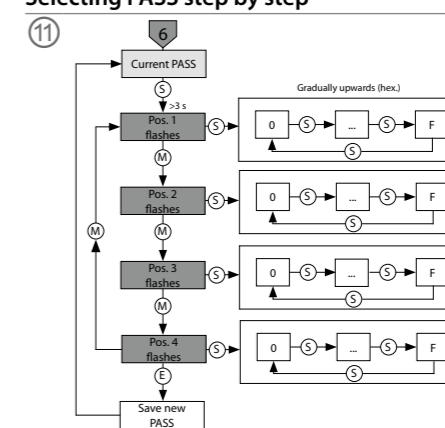 Selecting PASS step by step
11
6
Current PASS
S
>3 s
Gradually upwards (hex.)
Pos. 1
flashes
S
0
S
...
S
F
S
M
Pos. 2
flashes
S
0
S
...
S
F
S
M
M
Pos. 3
flashes
S
0
S
...
S
F
S
M
Pos. 4
flashes
S
0
S
...
S
F
S
E
Save new
PASS